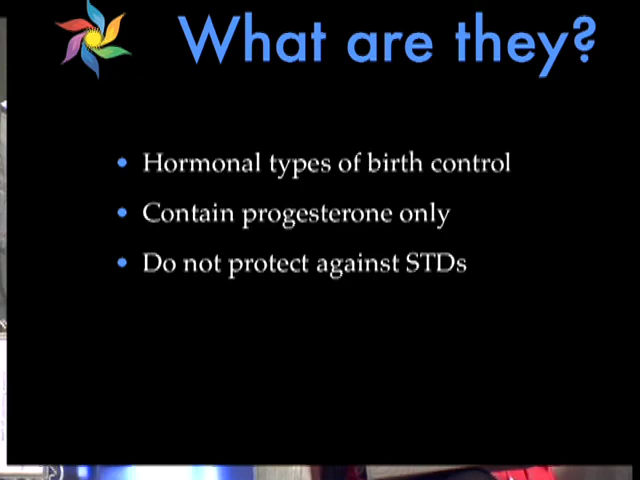 What are they?
Hormonal types of birth control
Contain progesterone only
Do not protect against STDs